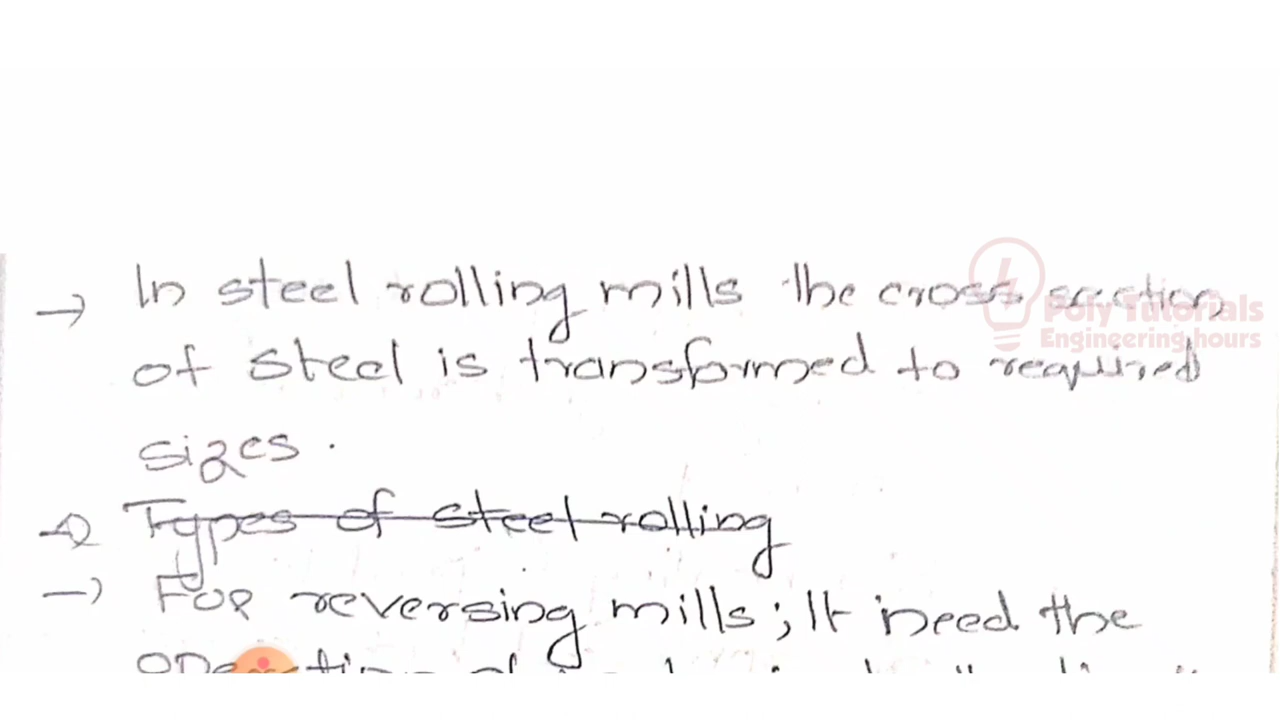 → In steel rolling mills the cross section
of steel is transformed to required
sizes.
→ ~~Types of steel rolling~~
→ For reversing mills; It need the
Poly Tutorials
Engineering hours